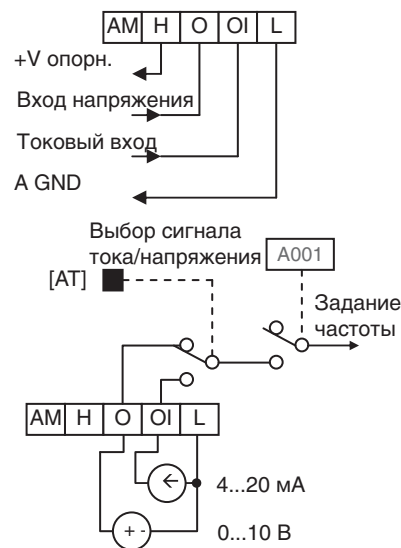 AM H O OI L
+V опорн.
Вход напряжения
Токовый вход
A GND
Выбор сигнала
тока/напряжения
A001
[AT]
Задание
частоты
AM H O OI L
4...20 мА
+ -
0...10 В